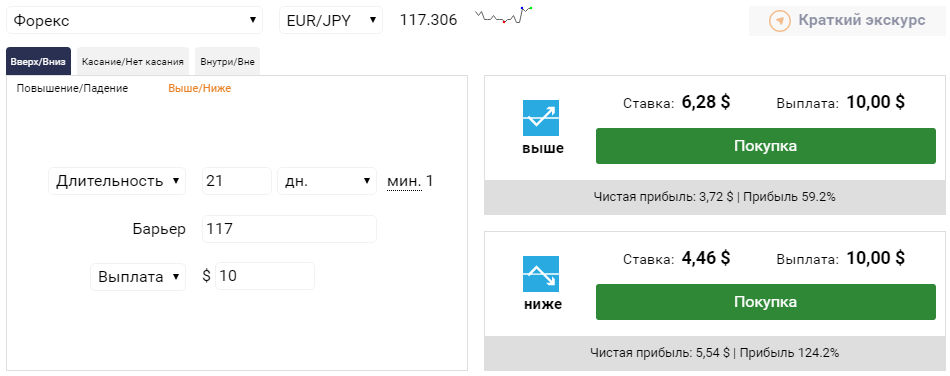 Форекс EUR/JPY 117.306 Краткий экскурс
Вверх/Вниз Касание/Нет касания Внутри/Вне
Повышение/Падение Выше/Ниже
Длительность 21 дн. мин. 1
Барьер 117
Выплата $ 10
выше
Ставка: 6,28 $ Выплата: 10,00 $
Покупка
Чистая прибыль: 3,72 $ | Прибыль 59.2%
ниже
Ставка: 4,46 $ Выплата: 10,00 $
Покупка
Чистая прибыль: 5,54 $ | Прибыль 124.2%